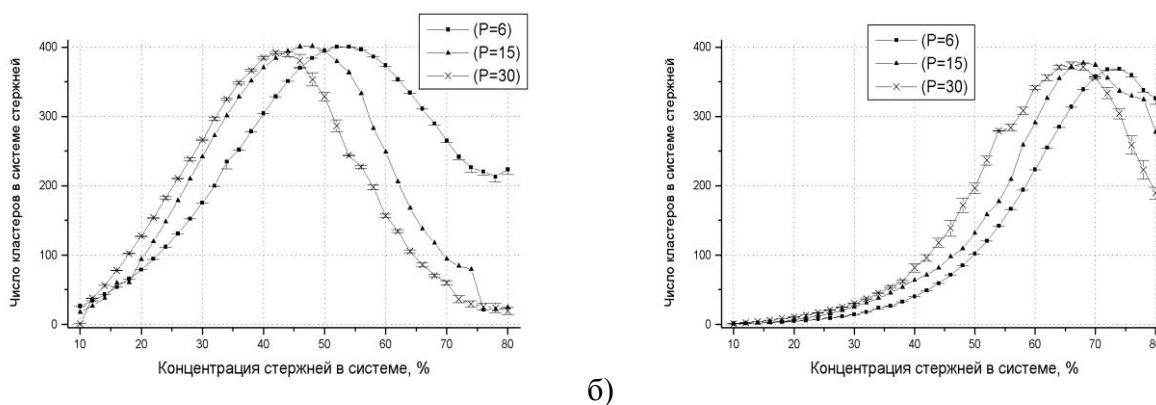 Число кластеров в системе стержней
400
300
200
100
0
10 20 30 40 50 60 70 80
Концентрация стержней в системе, %
(P=6)
(P=15)
(P=30)
б)
Число кластеров в системе стержней
400
300
200
100
0
10 20 30 40 50 60 70 80
Концентрация стержней в системе, %
(P=6)
(P=15)
(P=30)